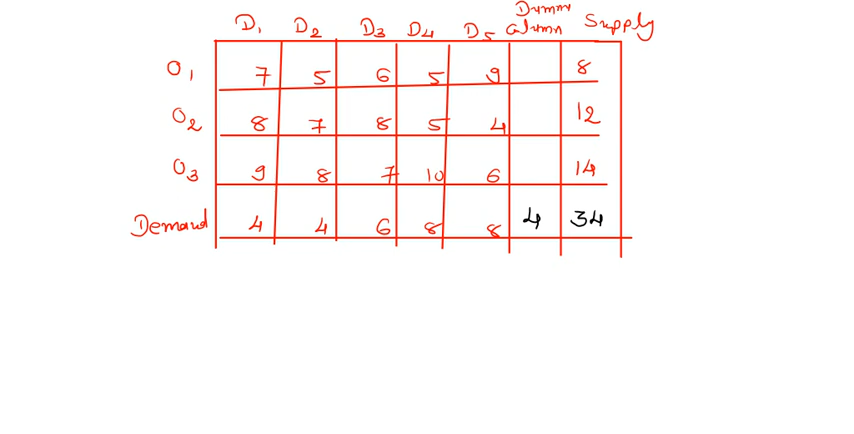 D1 D2 D3 D4 D5 Dummy Column Supply
O1 7 5 6 5 9 8
O2 8 7 8 5 4 12
O3 9 8 7 10 6 14
Demand 4 4 6 8 8 4 34